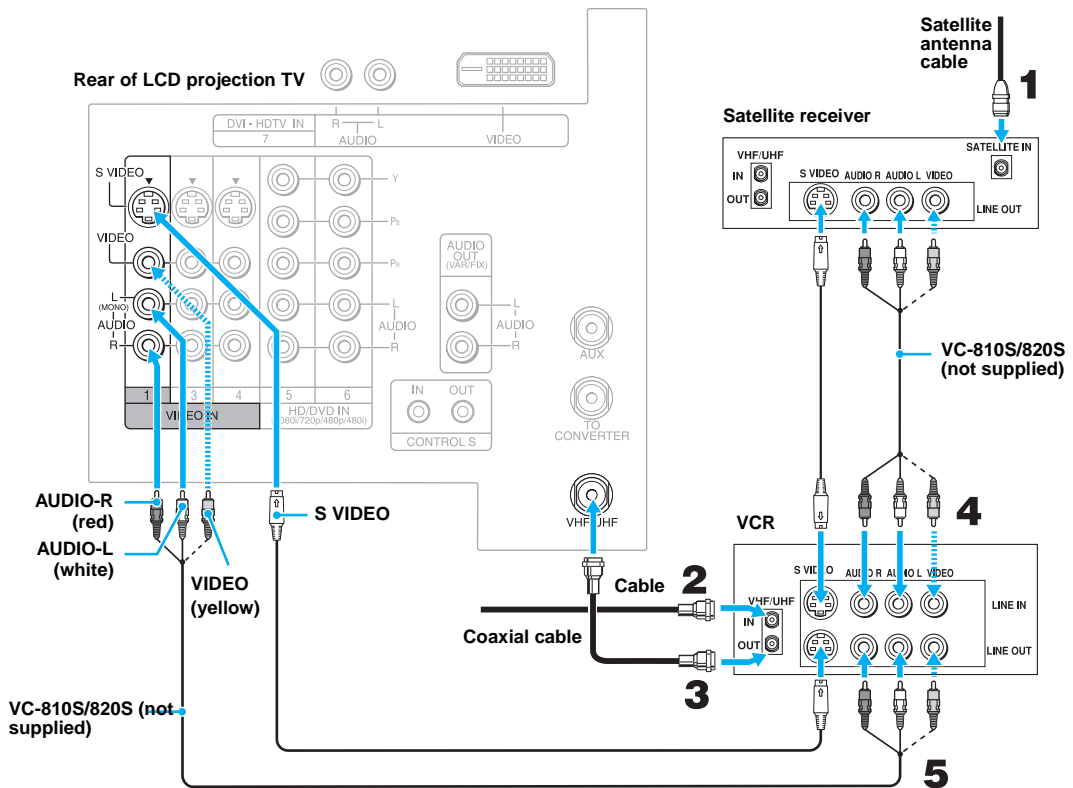 Satellite
antenna
cable
1
Rear of LCD projection TV
Satellite receiver
DVI - HDTV IN
7
R L
AUDIO
VIDEO
SATELLITE IN
VHF/UHF
IN
OUT
S VIDEO AUDIO R AUDIO L VIDEO
LINE OUT
S VIDEO
VIDEO
L
(MONO)
AUDIO
R
Y
PB
PR
L
AUDIO
R
AUDIO
OUT
(VAR/FIX)
L
AUDIO
R
AUX
1 3 4 5 6
VIDEO IN
HD/DVD IN
(1080i/720p/480p/480i)
IN OUT
CONTROL S
TO
CONVERTER
VHF/UHF
VC-810S/820S
(not supplied)
AUDIO-R
(red)
AUDIO-L
(white)
VIDEO
(yellow)
S VIDEO
4
VCR
Cable
2
Coaxial cable
3
VHF/UHF
IN
OUT
S VIDEO AUDIO R AUDIO L VIDEO
LINE IN
LINE OUT
VC-810S/820S (not
supplied)
5